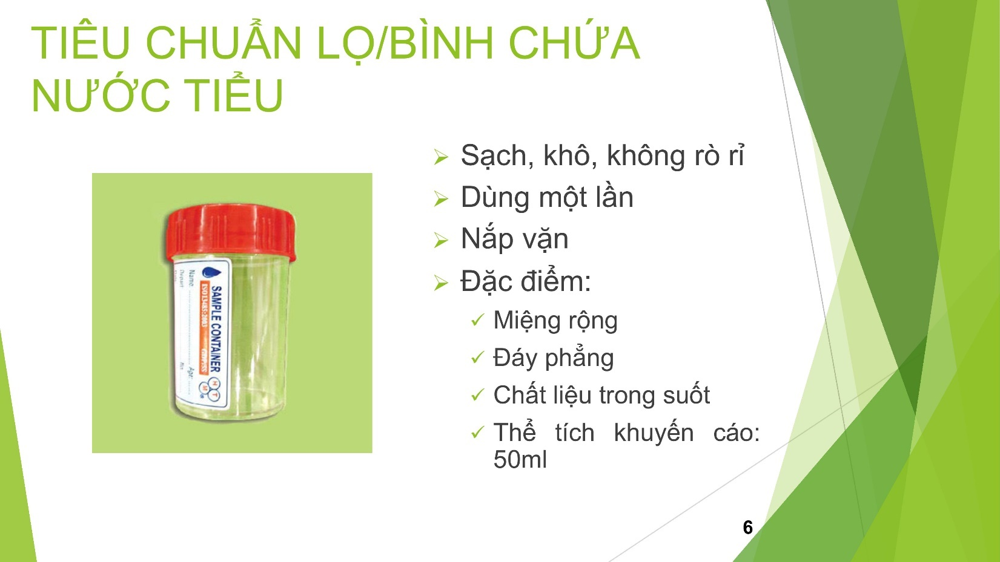 TIÊU CHUẨN LỌ/BÌNH CHỨA
NƯỚC TIỂU
Sạch, khô, không rò rỉ
Dùng một lần
Nắp vặn
Đặc điểm:
Miệng rộng
Đáy phẳng
Chất liệu trong suốt
Thể tích khuyến cáo:
50ml
SAMPLE CONTAINER
ISO 13485:2003
Name:
Age:
No.
H T M
6